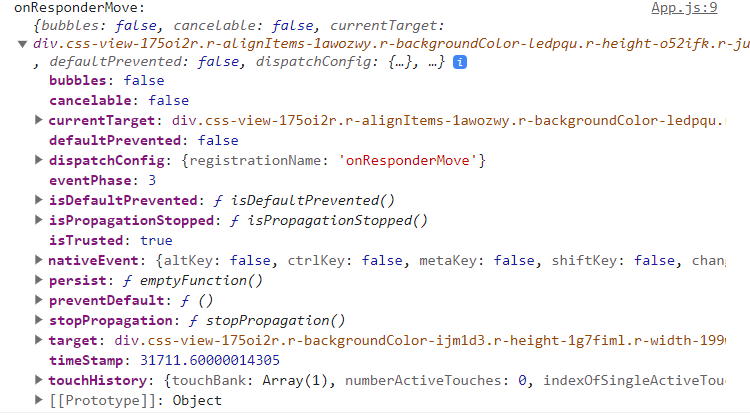 onResponderMove: App.js:9
{bubbles: false, cancelable: false, currentTarget:
div.css-view-175oi2r.r-alignItems-1awozwy.r-backgroundColor-ledpqu.r-height-o52ifk.r-ju
, defaultPrevented: false, dispatchConfig: {…}, …} i
bubbles: false
cancelable: false
currentTarget: div.css-view-175oi2r.r-alignItems-1awozwy.r-backgroundColor-ledpqu.
defaultPrevented: false
dispatchConfig: {registrationName: 'onResponderMove'}
eventPhase: 3
isDefaultPrevented: ƒ isDefaultPrevented()
isPropagationStopped: ƒ isPropagationStopped()
isTrusted: true
nativeEvent: {altKey: false, ctrlKey: false, metaKey: false, shiftKey: false, chan
persist: ƒ emptyFunction()
preventDefault: ƒ ()
stopPropagation: ƒ stopPropagation()
target: div.css-view-175oi2r.r-backgroundColor-ijm1d3.r-height-1g7fiml.r-width-199w
timeStamp: 31711.60000014305
touchHistory: {touchBank: Array(1), numberActiveTouches: 0, indexOfSingleActiveTou
[[Prototype]]: Object